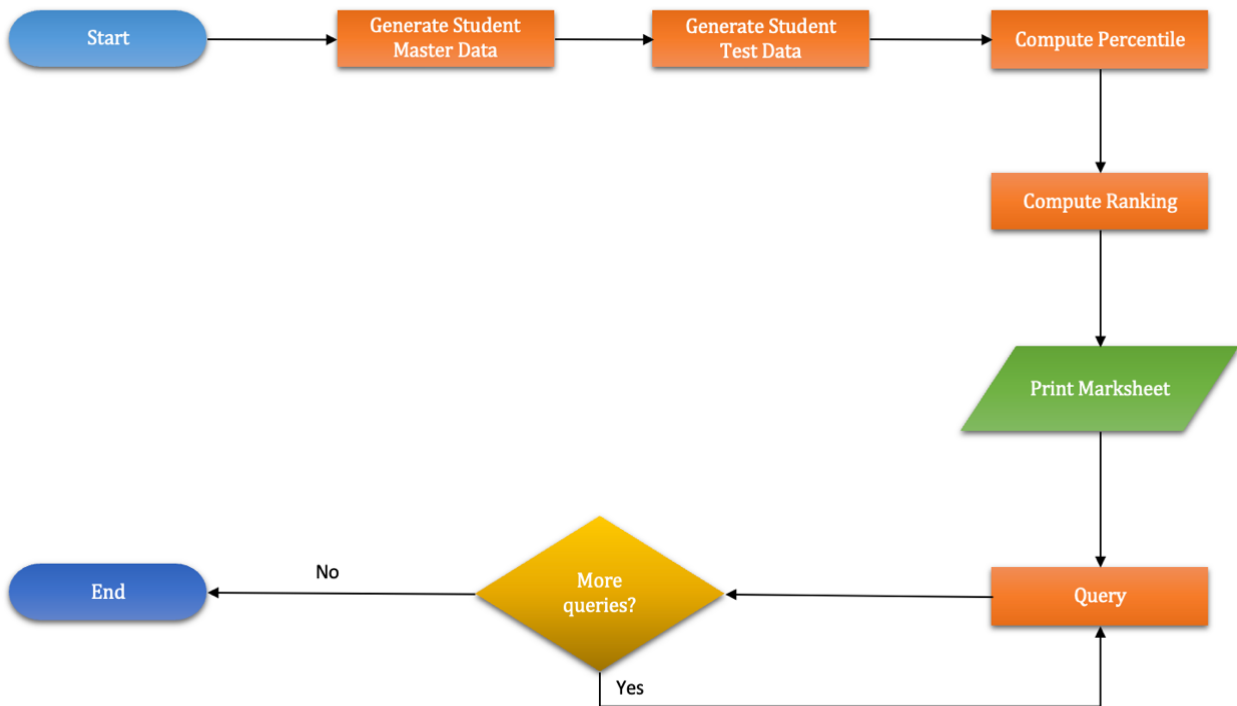 Start
Generate Student
Master Data
Generate Student
Test Data
Compute Percentile
Compute Ranking
Print Marksheet
Query
More
queries?
No
End
Yes